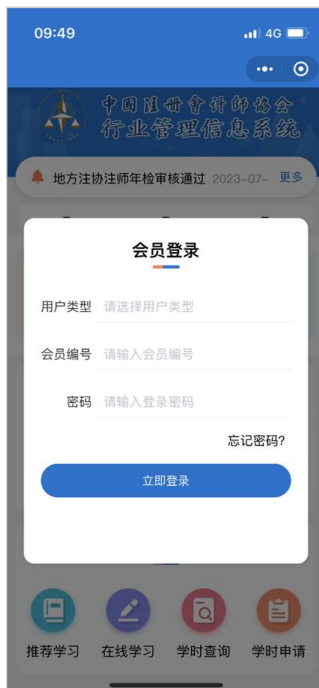 09:49
4G
中国注册会计师协会
行业管理信息系统
地方注协注师年检审核通过 2023-07- 更多
会员登录
用户类型 请选择用户类型
会员编号 请输入会员编号
密码 请输入登录密码
忘记密码?
立即登录
推荐学习 在线学习 学时查询 学时申请